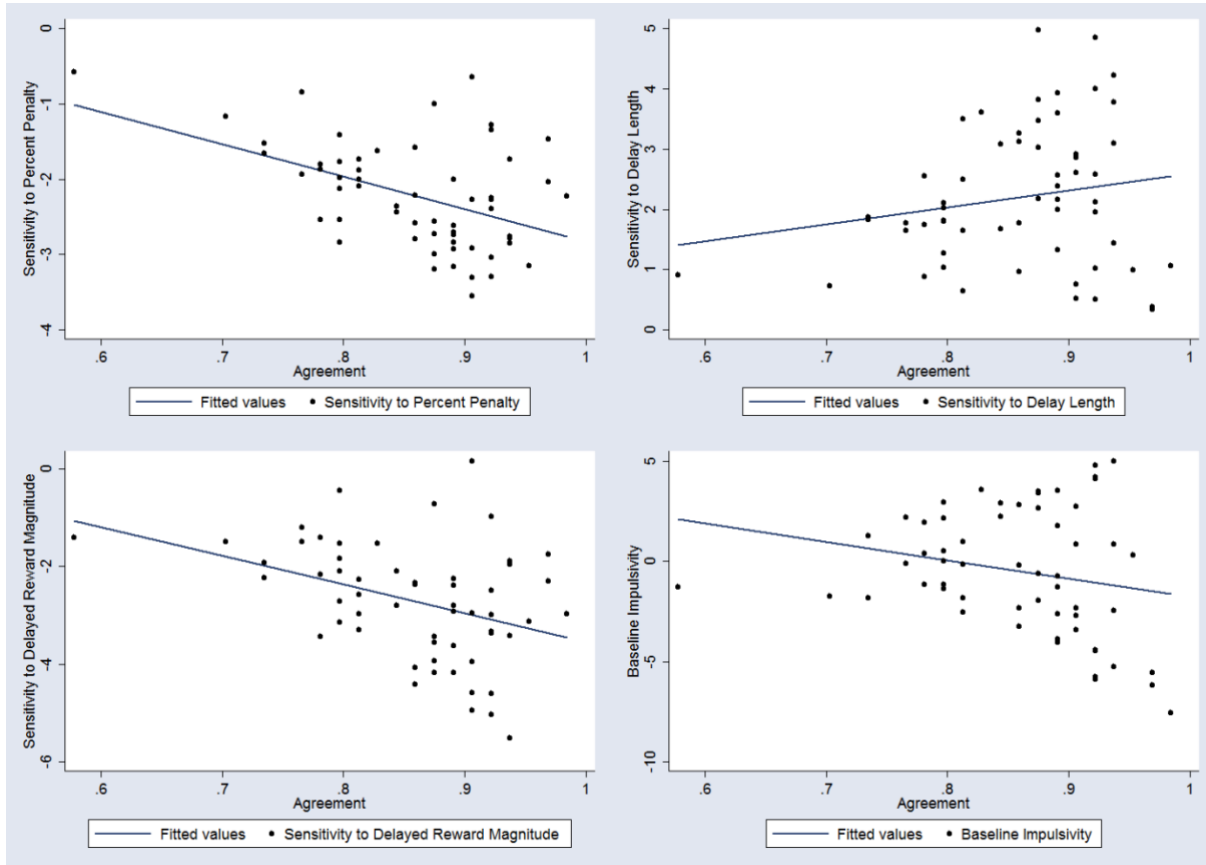 Sensitivity to Percent Penalty
0
-1
-2
-3
-4
.6 .7 .8 .9 1
Agreement
Fitted values Sensitivity to Percent Penalty
Sensitivity to Delay Length
5
4
3
2
1
0
.6 .7 .8 .9 1
Agreement
Fitted values Sensitivity to Delay Length
Sensitivity to Delayed Reward Magnitude
0
-2
-4
-6
.6 .7 .8 .9 1
Agreement
Fitted values Sensitivity to Delayed Reward Magnitude
Baseline Impulsivity
5
0
-5
-10
.6 .7 .8 .9 1
Agreement
Fitted values Baseline Impulsivity